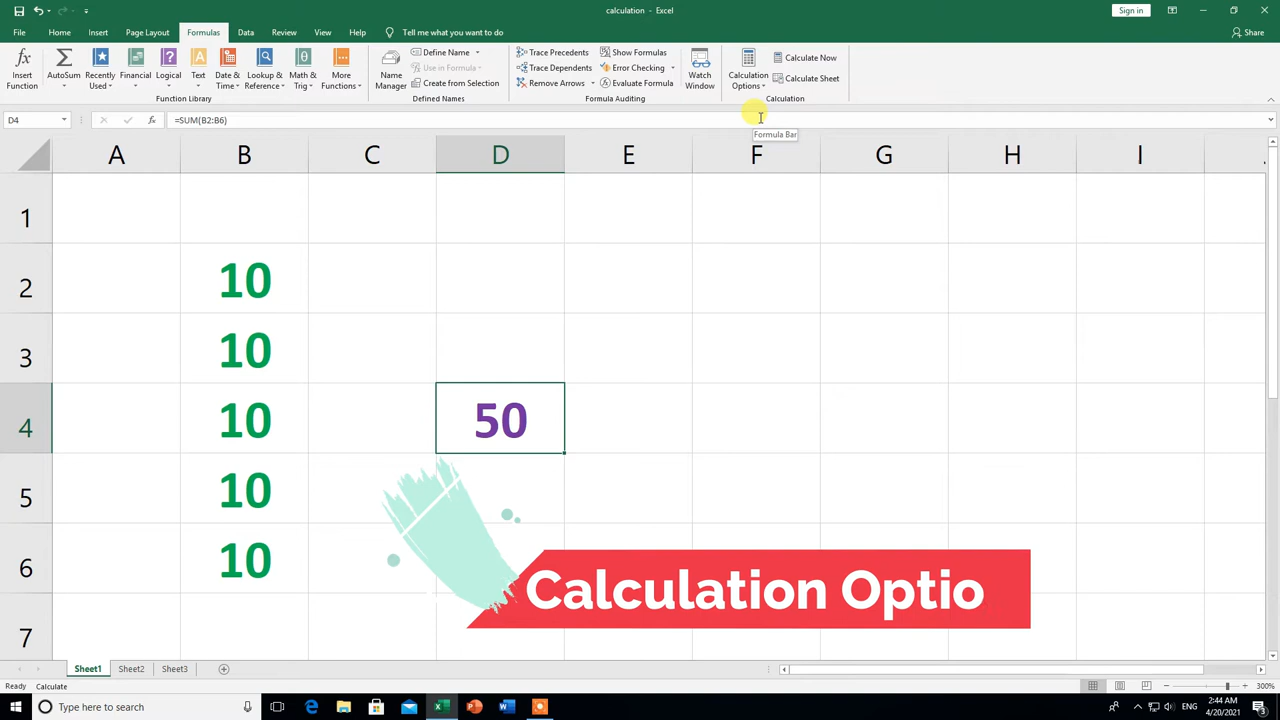 calculation - Excel
Sign in
File Home Insert Page Layout Formulas Data Review View Help Tell me what you want to do Share
Insert Function
AutoSum
Recently Used
Financial
Logical
Text
Date & Time
Lookup & Reference
Math & Trig
More Functions
Function Library
Name Manager
Define Name
Use in Formula
Create from Selection
Defined Names
Trace Precedents
Trace Dependents
Remove Arrows
Show Formulas
Error Checking
Evaluate Formula
Formula Auditing
Watch Window
Calculation Options
Calculate Now
Calculate Sheet
Calculation
D4 fx =SUM(B2:B6)
Formula Bar
A B C D E F G H I
1
2 10
3 10
4 10 50
5 10
6 10
Calculation Optio
7
Sheet1 Sheet2 Sheet3
Ready Calculate 300%
Type here to search
2:44 AM
4/20/2021